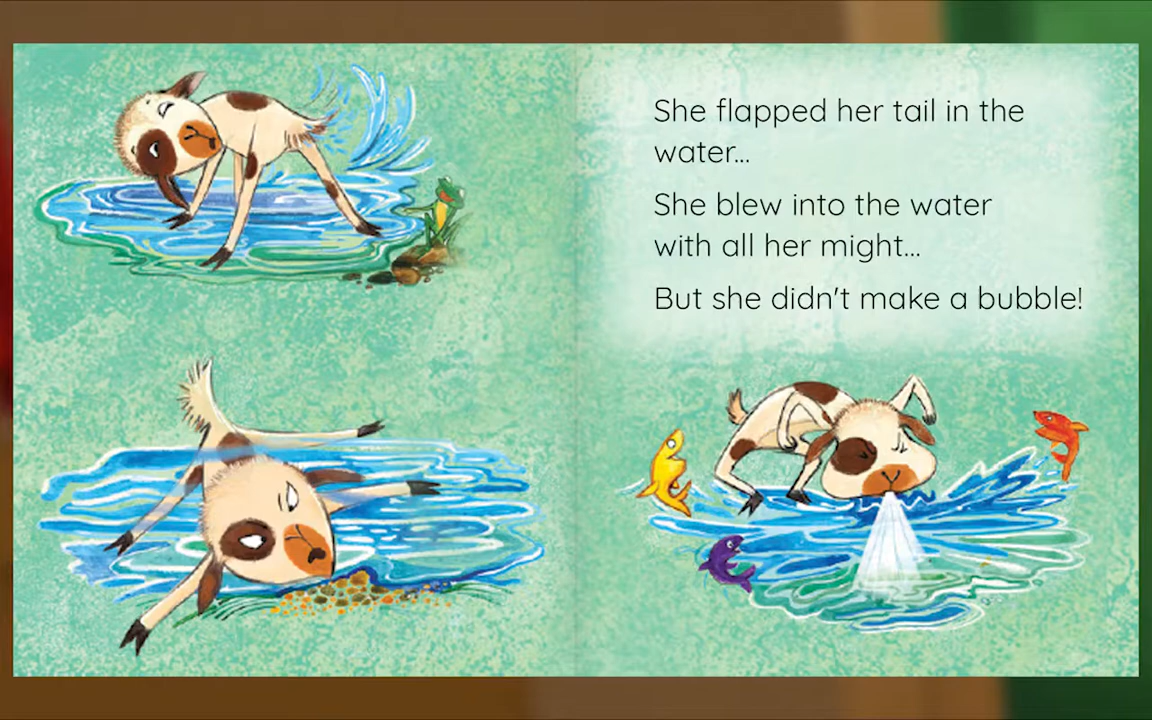 She flapped her tail in the
water...
She blew into the water
with all her might...
But she didn't make a bubble!